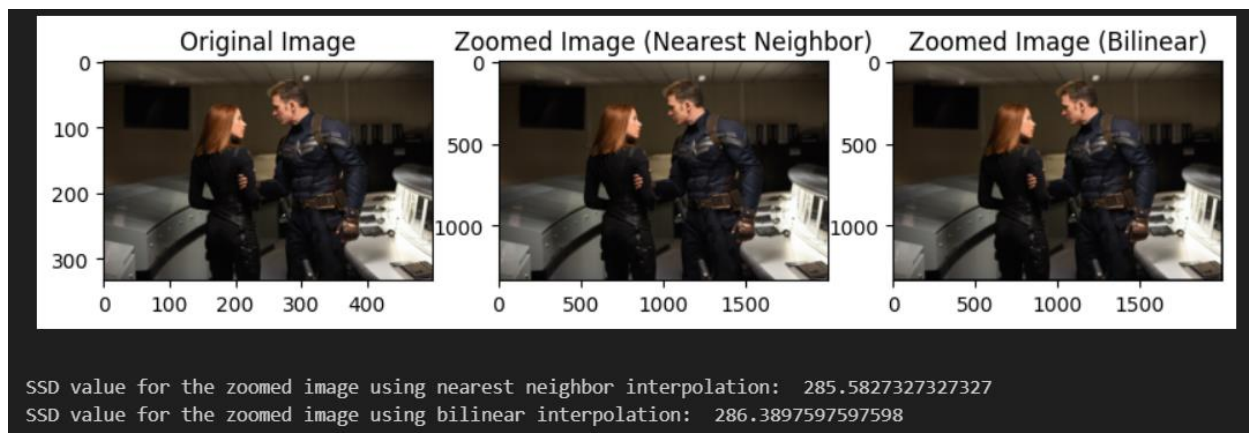 Original Image
Zoomed Image (Nearest Neighbor)
Zoomed Image (Bilinear)
0
100
200
300
0 100 200 300 400
0
500
1000
0 500 1000 1500
0
500
1000
0 500 1000 1500
SSD value for the zoomed image using nearest neighbor interpolation:  285.5827327327327
SSD value for the zoomed image using bilinear interpolation:  286.3897597597598